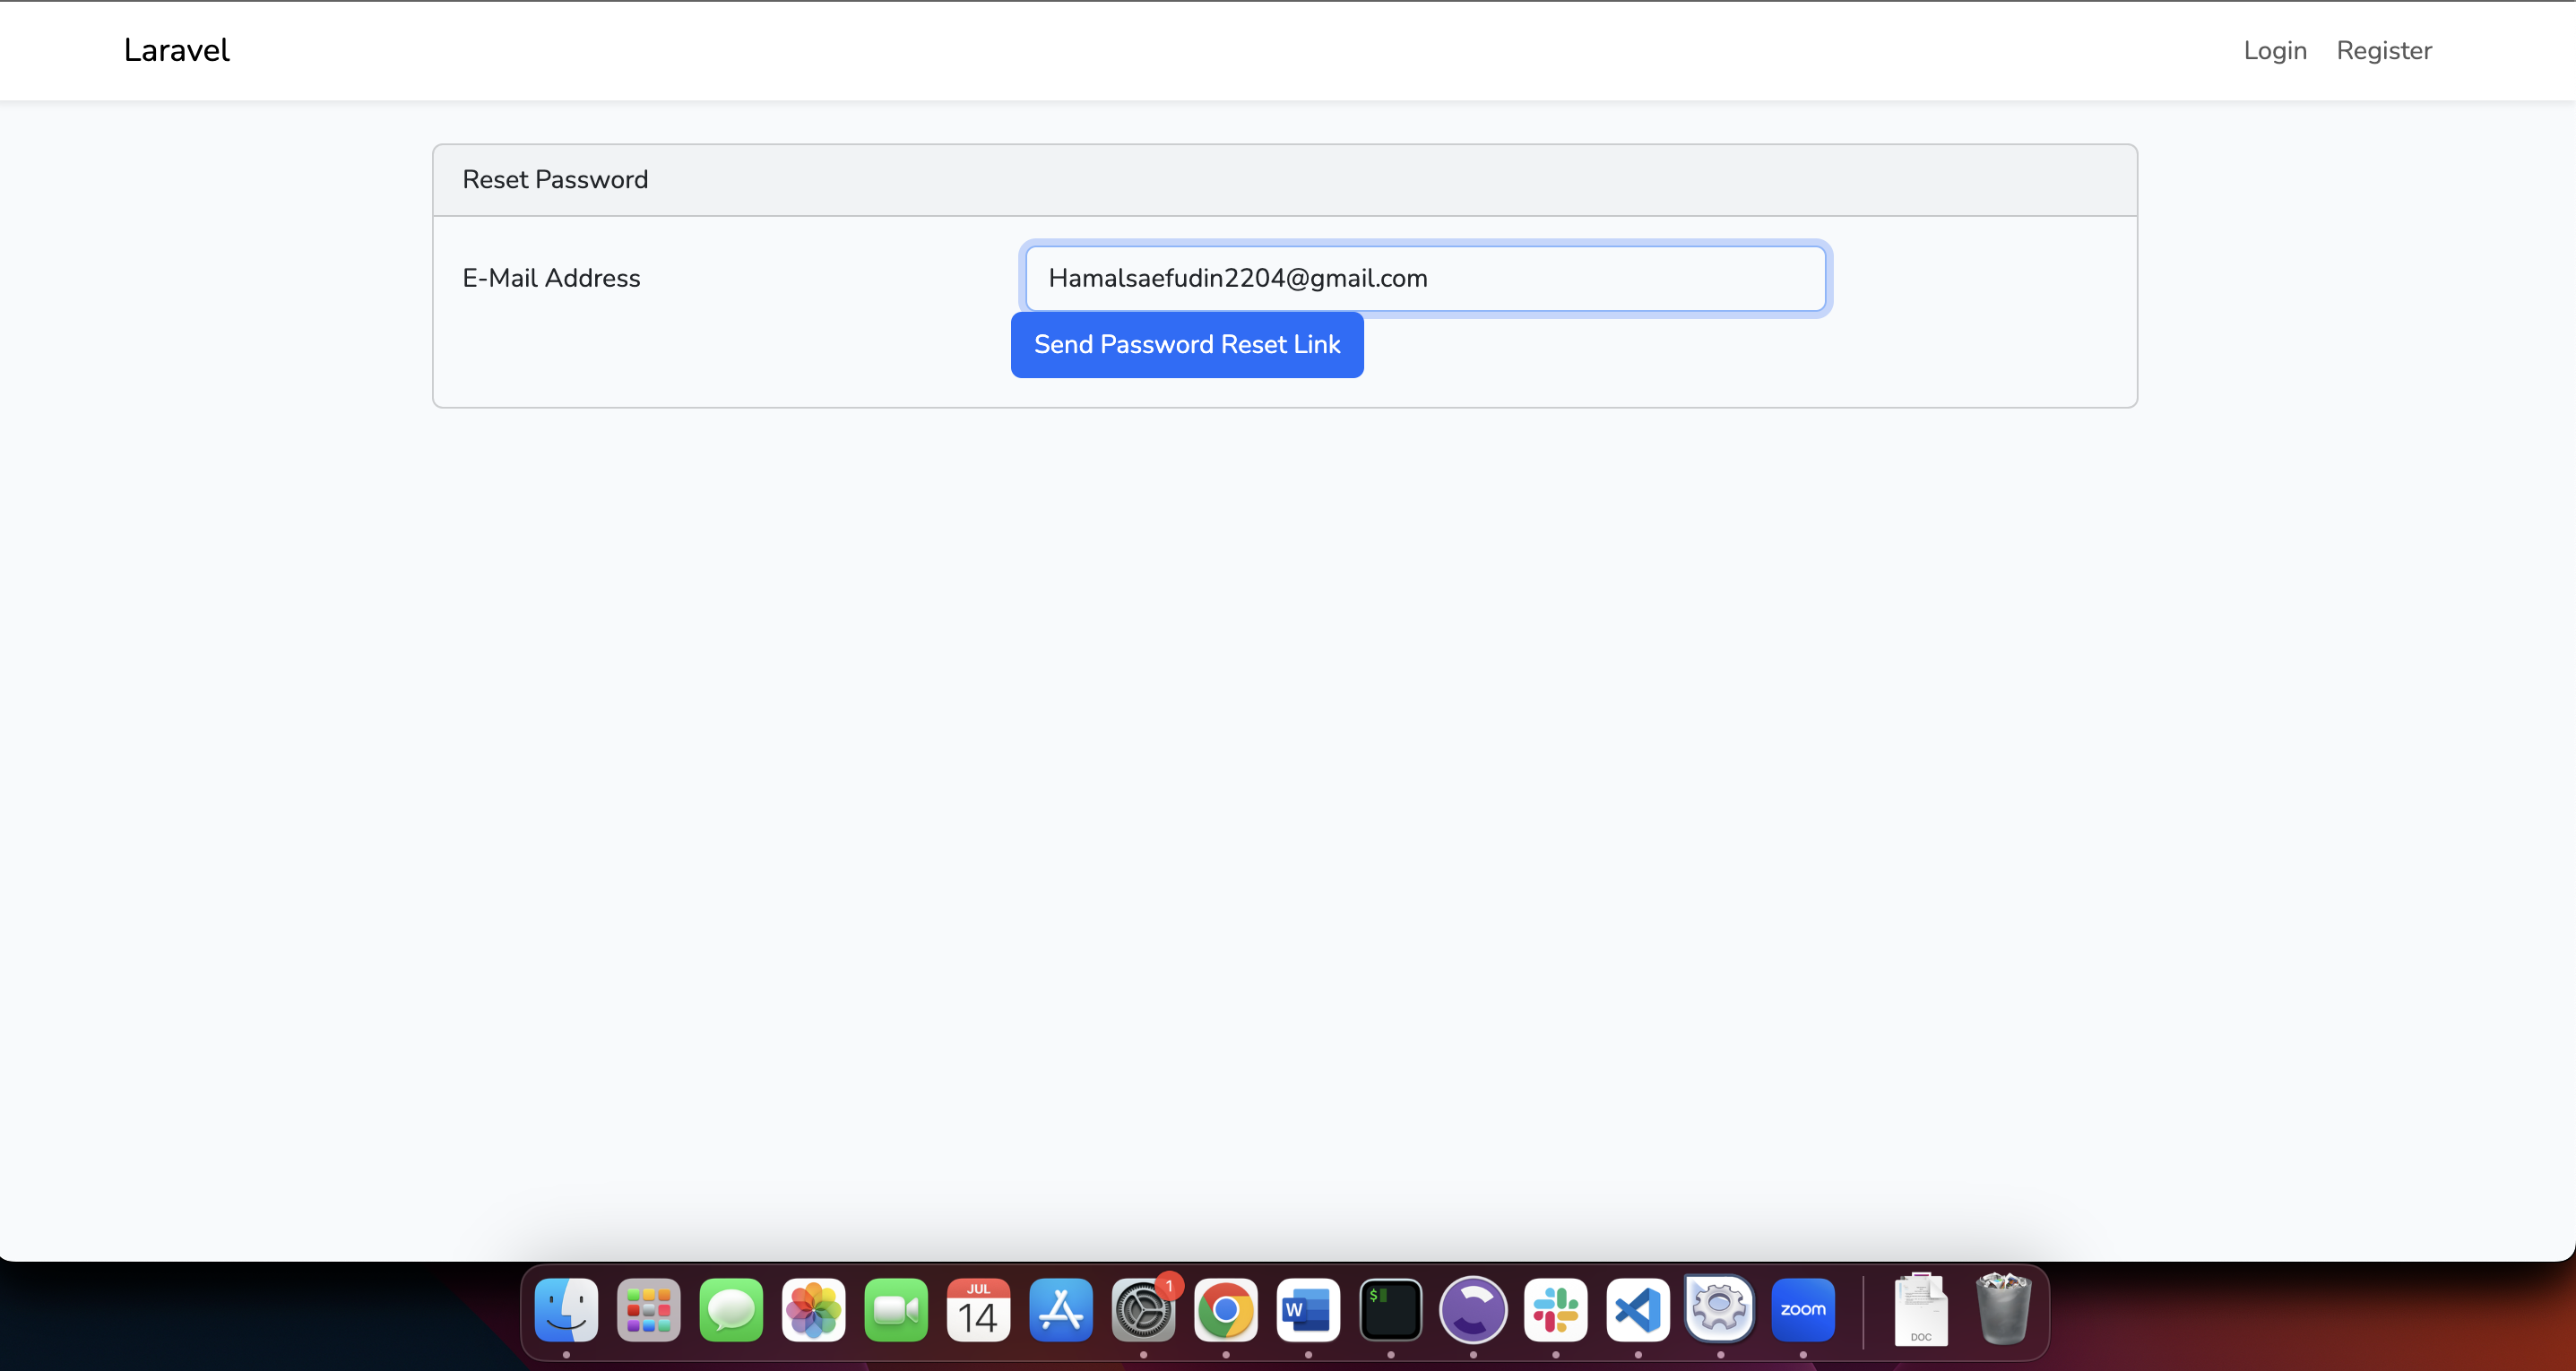 Laravel
Login Register
Reset Password
E-Mail Address
Hamalsaefudin2204@gmail.com
Send Password Reset Link
JUL
14
1
W
$
zoom
DOC